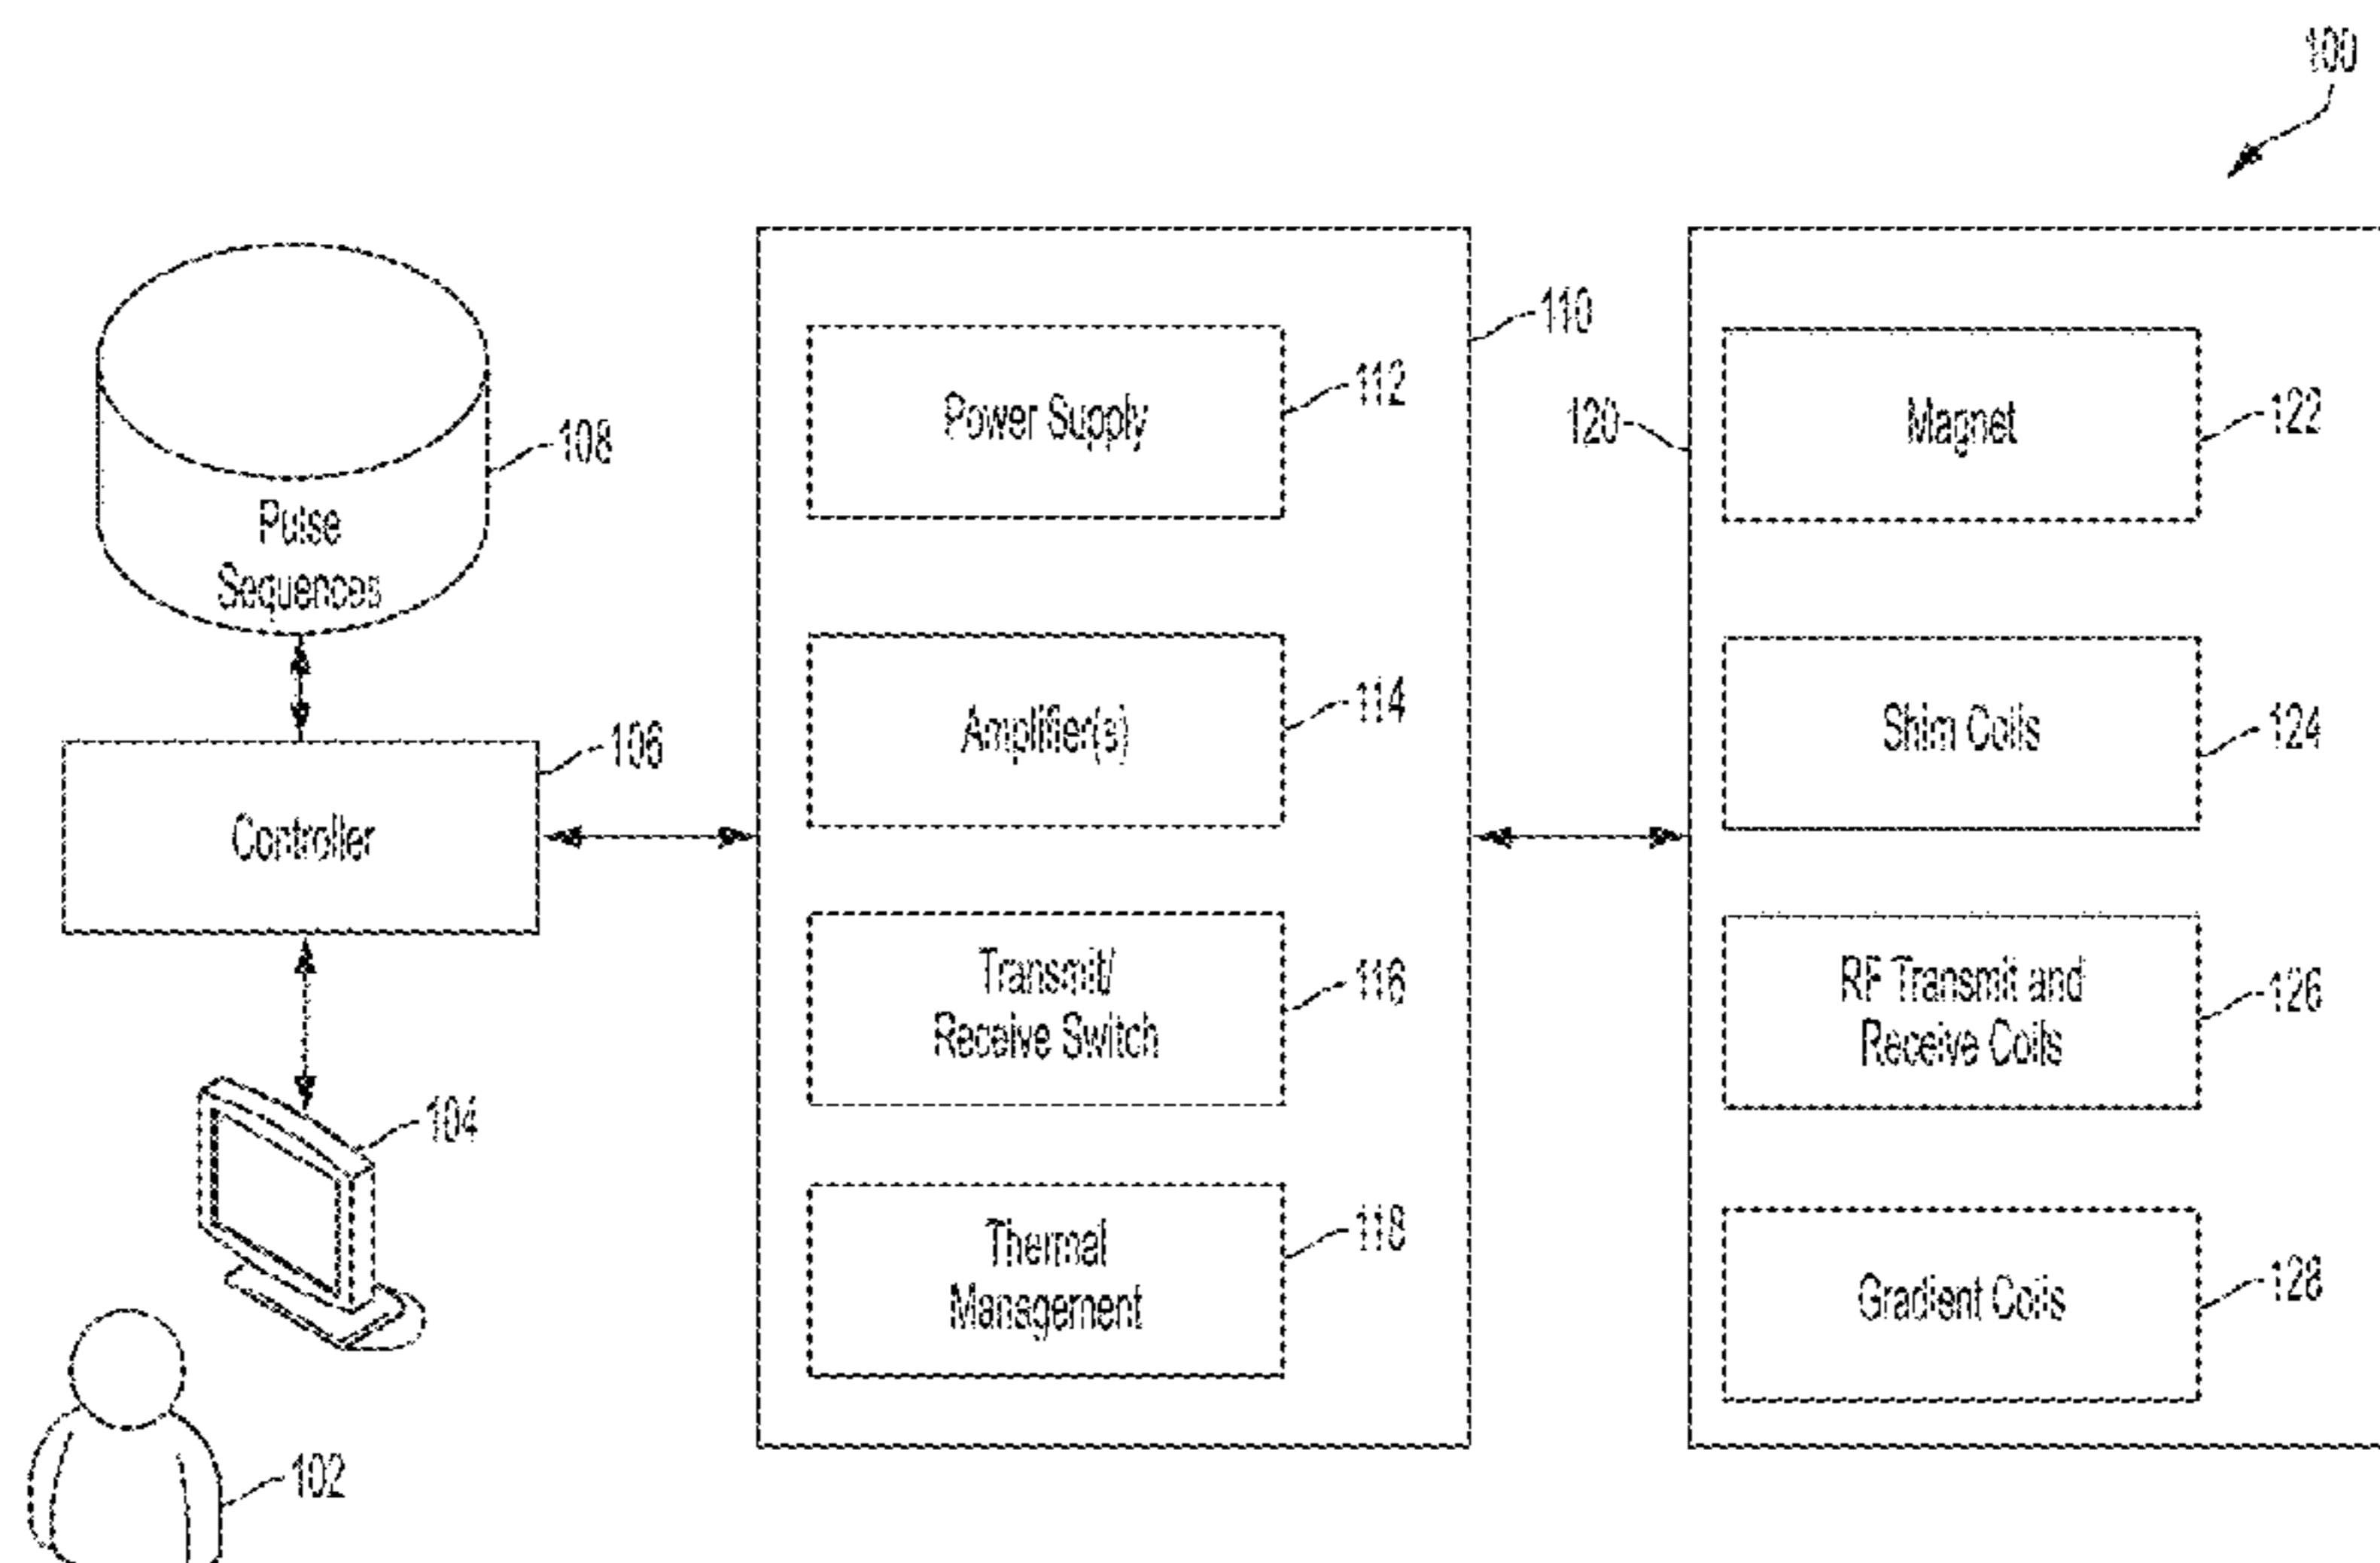 100
110
Power Supply
112
120
Magnet
122
108
Pulse
Sequences
Amplifier(s)
114
Shim Coils
124
106
Controller
Transmit/
Receive Switch
116
RF Transmit and
Receive Coils
126
104
Thermal
Management
118
Gradient Coils
128
102